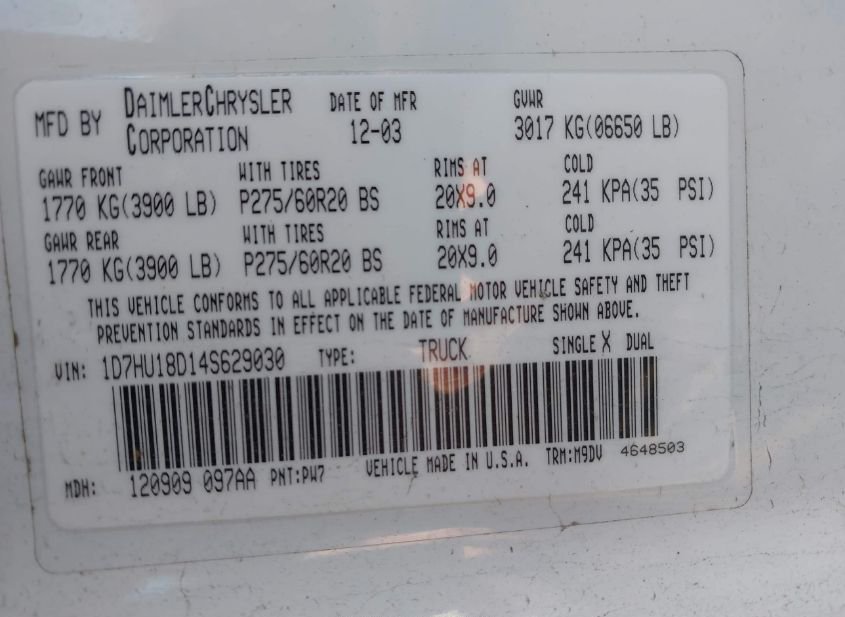 MFD BY DAIMLERCHRYSLER CORPORATION DATE OF MFR 12-03 GVWR 3017 KG(06650 LB)
GAWR FRONT WITH TIRES RIMS AT COLD
1770 KG(3900 LB) P275/60R20 BS 20X9.0 241 KPA(35 PSI)
GAWR REAR WITH TIRES RIMS AT COLD
1770 KG(3900 LB) P275/60R20 BS 20X9.0 241 KPA(35 PSI)
THIS VEHICLE CONFORMS TO ALL APPLICABLE FEDERAL MOTOR VEHICLE SAFETY AND THEFT
PREVENTION STANDARDS IN EFFECT ON THE DATE OF MANUFACTURE SHOWN ABOVE.
VIN: 1D7HU18D14S629030 TYPE: TRUCK SINGLE X DUAL
MDH: 120909 097AA PNT:PW7 VEHICLE MADE IN U.S.A. TRM:M9DV 4648503